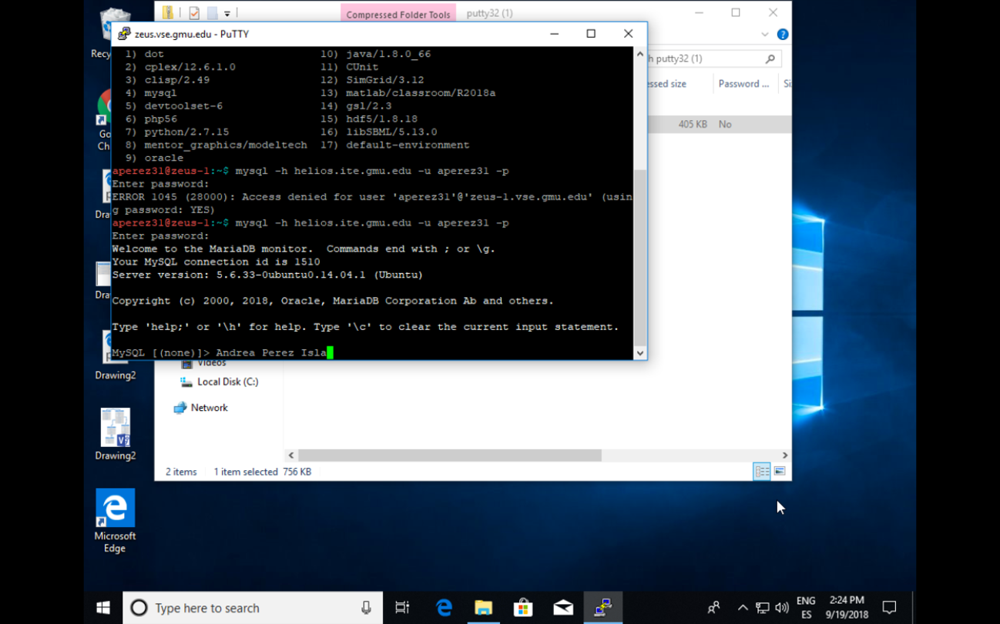 Compressed Folder Tools putty32 (1)
zeus.vse.gmu.edu - PuTTY
h putty32 (1)
essed size Password ... Si
405 KB No
1) dot 10) java/1.8.0_66
2) cplex/12.6.1.0 11) CUnit
3) clisp/2.49 12) SimGrid/3.12
4) mysql 13) matlab/classroom/R2018a
5) devtoolset-6 14) gsl/2.3
6) php56 15) hdf5/1.8.18
7) python/2.7.15 16) libSBML/5.13.0
8) mentor_graphics/modeltech 17) default-environment
9) oracle
aperez31@zeus-1:~$ mysql -h helios.ite.gmu.edu -u aperez31 -p
Enter password:
ERROR 1045 (28000): Access denied for user 'aperez31'@'zeus-1.vse.gmu.edu' (usin
g password: YES)
aperez31@zeus-1:~$ mysql -h helios.ite.gmu.edu -u aperez31 -p
Enter password:
Welcome to the MariaDB monitor.  Commands end with ; or \g.
Your MySQL connection id is 1510
Server version: 5.6.33-0ubuntu0.14.04.1 (Ubuntu)
Copyright (c) 2000, 2018, Oracle, MariaDB Corporation Ab and others.
Type 'help;' or '\h' for help. Type '\c' to clear the current input statement.
MySQL [(none)]> Andrea Perez Isla
Videos
Local Disk (C:)
Network
2 items 1 item selected 756 KB
Recy
Go
Ch
Dra
Dra
Drawing2
Drawing2
Microsoft
Edge
Type here to search
ENG
ES
2:24 PM
9/19/2018